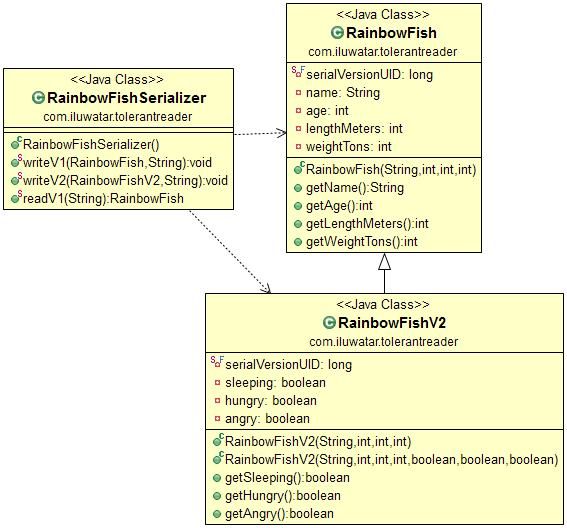 <<Java Class>>
RainbowFishSerializer
com.iluwatar.tolerantreader
RainbowFishSerializer()
writeV1(RainbowFish,String):void
writeV2(RainbowFishV2,String):void
readV1(String):RainbowFish
<<Java Class>>
RainbowFish
com.iluwatar.tolerantreader
serialVersionUID: long
name: String
age: int
lengthMeters: int
weightTons: int
RainbowFish(String,int,int,int)
getName():String
getAge():int
getLengthMeters():int
getWeightTons():int
<<Java Class>>
RainbowFishV2
com.iluwatar.tolerantreader
serialVersionUID: long
sleeping: boolean
hungry: boolean
angry: boolean
RainbowFishV2(String,int,int,int)
RainbowFishV2(String,int,int,int,boolean,boolean,boolean)
getSleeping():boolean
getHungry():boolean
getAngry():boolean